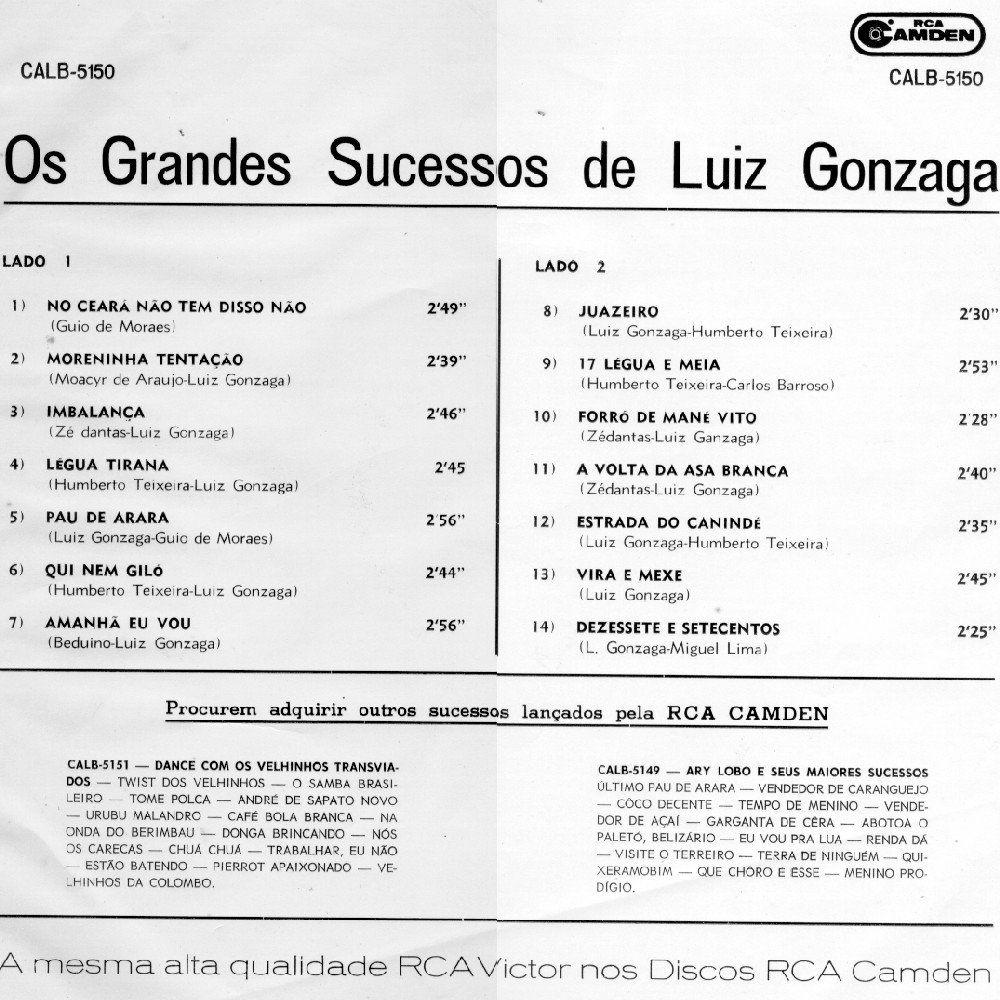 RCA
CAMDEN
CALB-5150
CALB-5150
Os Grandes Sucessos de Luiz Gonzaga
LADO 1
1) NO CEARÁ NÃO TEM DISSO NÃO 2'49"
(Guio de Moraes)
2) MORENINHA TENTAÇÃO 2'39"
(Moacyr de Araujo-Luiz Gonzaga)
3) IMBALANÇA 2'46"
(Zé dantas-Luiz Gonzaga)
4) LÉGUA TIRANA 2'45
(Humberto Teixeira-Luiz Gonzaga)
5) PAU DE ARARA 2'56"
(Luiz Gonzaga-Guio de Moraes)
6) QUI NEM GILÓ 2'44"
(Humberto Teixeira-Luiz Gonzaga)
7) AMANHÃ EU VOU 2'56"
(Beduino-Luiz Gonzaga)
LADO 2
8) JUAZEIRO 2'30"
(Luiz Gonzaga-Humberto Teixeira)
9) 17 LÉGUA E MEIA 2'53"
(Humberto Teixeira-Carlos Barroso)
10) FORRÓ DE MANÉ VITO 2'28"
(Zédantas-Luiz Ganzaga)
11) A VOLTA DA ASA BRANCA 2'40"
(Zédantas-Luiz Gonzaga)
12) ESTRADA DO CANINDÉ 2'35"
(Luiz Gonzaga-Humberto Teixeira)
13) VIRA E MEXE 2'45"
(Luiz Gonzaga)
14) DEZESSETE E SETECENTOS 2'25"
(L. Gonzaga-Miguel Lima)
Procurem adquirir outros sucessos lançados pela RCA CAMDEN
CALB-5151 — DANCE COM OS VELHINHOS TRANSVIA-
DOS — TWIST DOS VELHINHOS — O SAMBA BRASI-
LEIRO — TOME POLCA — ANDRÉ DE SAPATO NOVO
— URUBU MALANDRO — CAFÉ BOLA BRANCA — NA
ONDA DO BERIMBAU — DONGA BRINCANDO — NÓS
OS CARECAS — CHUÁ CHUÁ — TRABALHAR, EU NÃO
— ESTÃO BATENDO — PIERROT APAIXONADO — VE-
LHINHOS DA COLOMBO.
CALB-5149 — ARY LOBO E SEUS MAIORES SUCESSOS
ÚLTIMO PAU DE ARARA — VENDEDOR DE CARANGUEJO
— CÔCO DECENTE — TEMPO DE MENINO — VENDE-
DOR DE AÇAÍ — GARGANTA DE CÊRA — ABOTOA O
PALETÓ, BELIZÁRIO — EU VOU PRA LUA — RENDA DÁ
— VISITE O TERREIRO — TERRA DE NINGUÉM — QUI-
XERAMOBIM — QUE CHORO É ÊSSE — MENINO PRO-
DÍGIO.
A mesma alta qualidade RCA Victor nos Discos RCA Camden